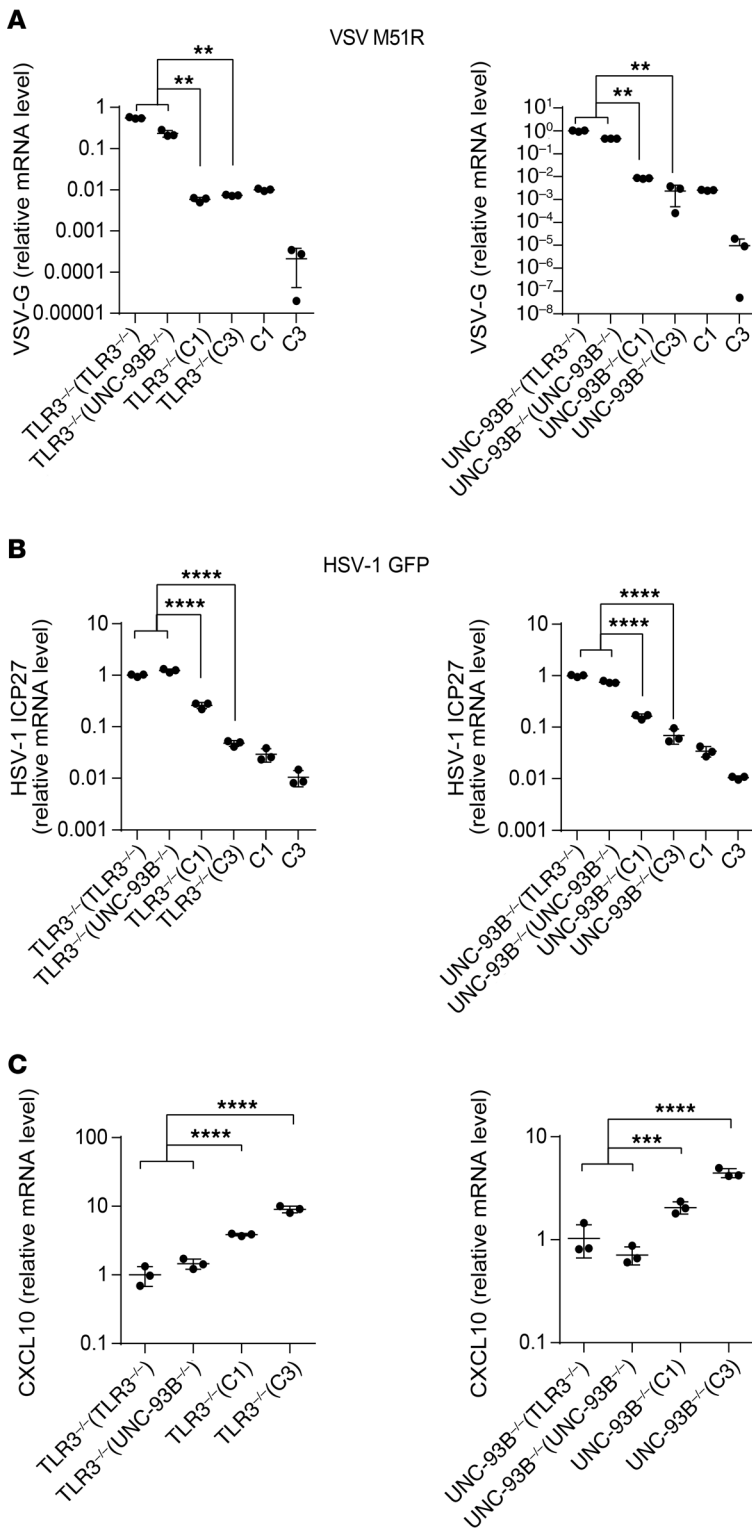 A
VSV M51R
**
**
VSV-G (relative mRNA level)
1
0.1
0.01
0.001
0.0001
0.00001
TLR3⁻/⁻(TLR3⁻/⁻)
TLR3⁻/⁻(UNC-93B⁻/⁻)
TLR3⁻/⁻(C1)
TLR3⁻/⁻(C3)
C1
C3
**
**
VSV-G (relative mRNA level)
10¹
10⁰
10⁻¹
10⁻²
10⁻³
10⁻⁴
10⁻⁵
10⁻⁶
10⁻⁷
10⁻⁸
UNC-93B⁻/⁻(TLR3⁻/⁻)
UNC-93B⁻/⁻(UNC-93B⁻/⁻)
UNC-93B⁻/⁻(C1)
UNC-93B⁻/⁻(C3)
C1
C3
B
HSV-1 GFP
****
****
HSV-1 ICP27
(relative mRNA level)
10
1
0.1
0.01
0.001
TLR3⁻/⁻(TLR3⁻/⁻)
TLR3⁻/⁻(UNC-93B⁻/⁻)
TLR3⁻/⁻(C1)
TLR3⁻/⁻(C3)
C1
C3
****
****
HSV-1 ICP27
(relative mRNA level)
10
1
0.1
0.01
0.001
UNC-93B⁻/⁻(TLR3⁻/⁻)
UNC-93B⁻/⁻(UNC-93B⁻/⁻)
UNC-93B⁻/⁻(C1)
UNC-93B⁻/⁻(C3)
C1
C3
C
****
****
CXCL10 (relative mRNA level)
100
10
1
0.1
TLR3⁻/⁻(TLR3⁻/⁻)
TLR3⁻/⁻(UNC-93B⁻/⁻)
TLR3⁻/⁻(C1)
TLR3⁻/⁻(C3)
****
***
CXCL10 (relative mRNA level)
10
1
0.1
UNC-93B⁻/⁻(TLR3⁻/⁻)
UNC-93B⁻/⁻(UNC-93B⁻/⁻)
UNC-93B⁻/⁻(C1)
UNC-93B⁻/⁻(C3)